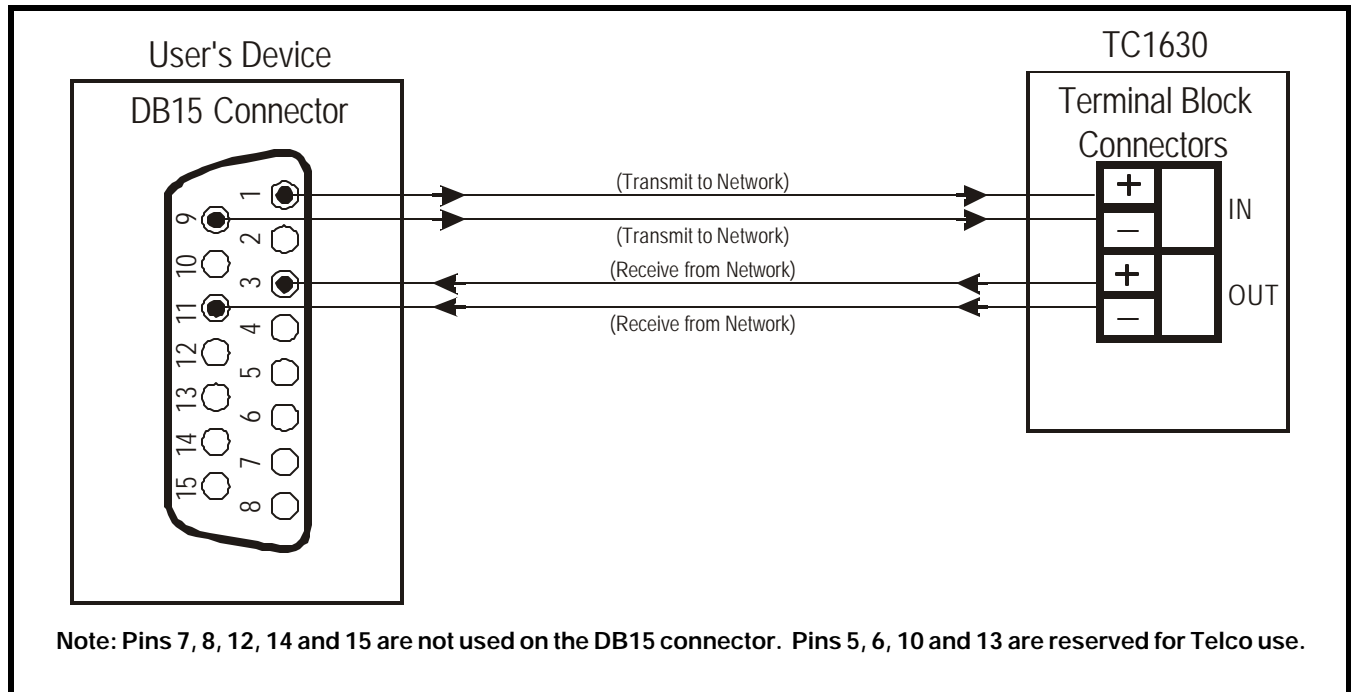 User's Device
DB15 Connector
1
9
2
10
3
11
4
12
5
13
6
14
7
15
8
(Transmit to Network)
(Transmit to Network)
(Receive from Network)
(Receive from Network)
TC1630
Terminal Block
Connectors
+
IN
−
+
OUT
−
Note: Pins 7, 8, 12, 14 and 15 are not used on the DB15 connector. Pins 5, 6, 10 and 13 are reserved for Telco use.